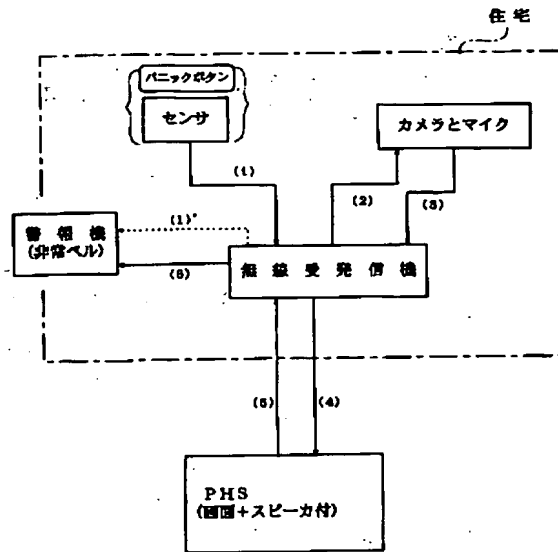 住宅
パニックボタン
センサ
カメラとマイク
(1)
(2)
(3)
(1)'
警報機
(非常ベル)
(6)
無線受発信機
(5)
(4)
PHS
(画面+スピーカ付)